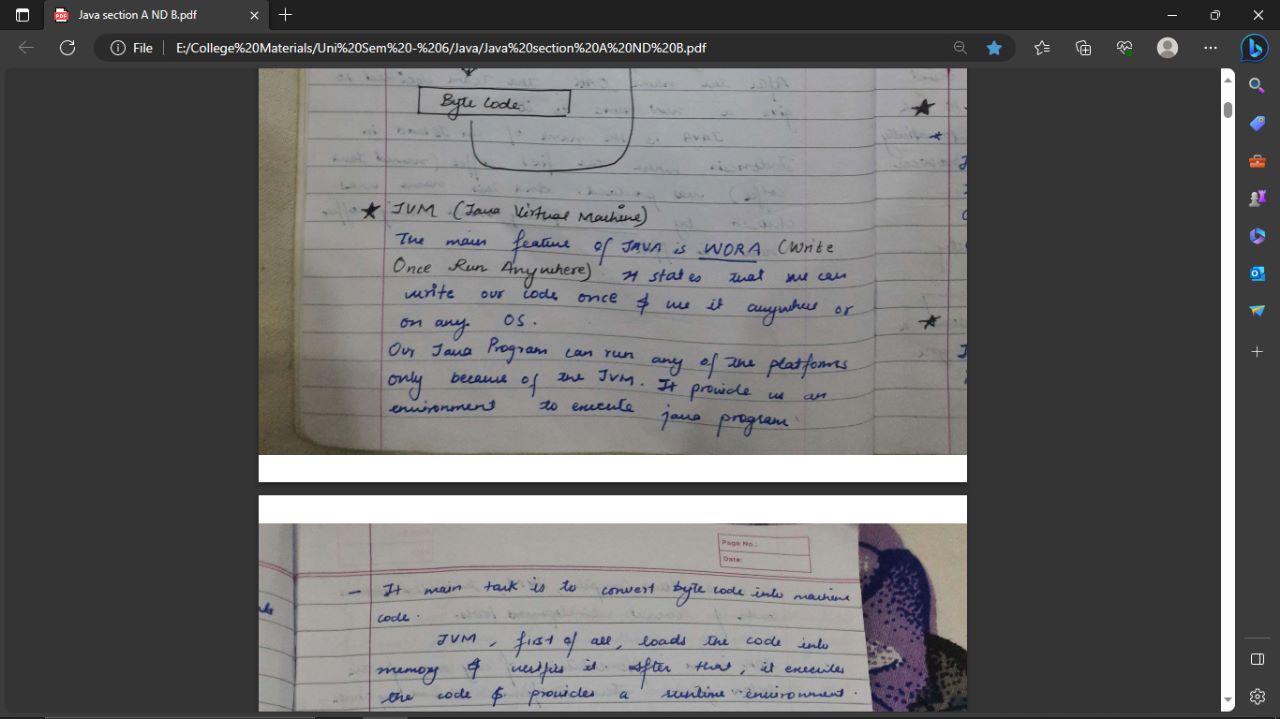 Java section A ND B.pdf
File
E:/College%20Materials/Uni%20Sem%20-%206/Java/Java%20section%20A%20ND%20B.pdf
Byte Code
JVM (Java Virtual Machine)
The main feature of JAVA is WORA (Write
Once Run Anywhere) It states that we can
write our code once & use it anywhere or
on any OS.
Our Java Program can run any of the platforms
only because of the JVM. It provide us an
environment to execute java program
Page No.:
Date:
- It main task is to convert byte code into machine
code.
JVM, first of all, loads the code into
memory & verifies it. After that, it executes
the code & provides a runtime environment.